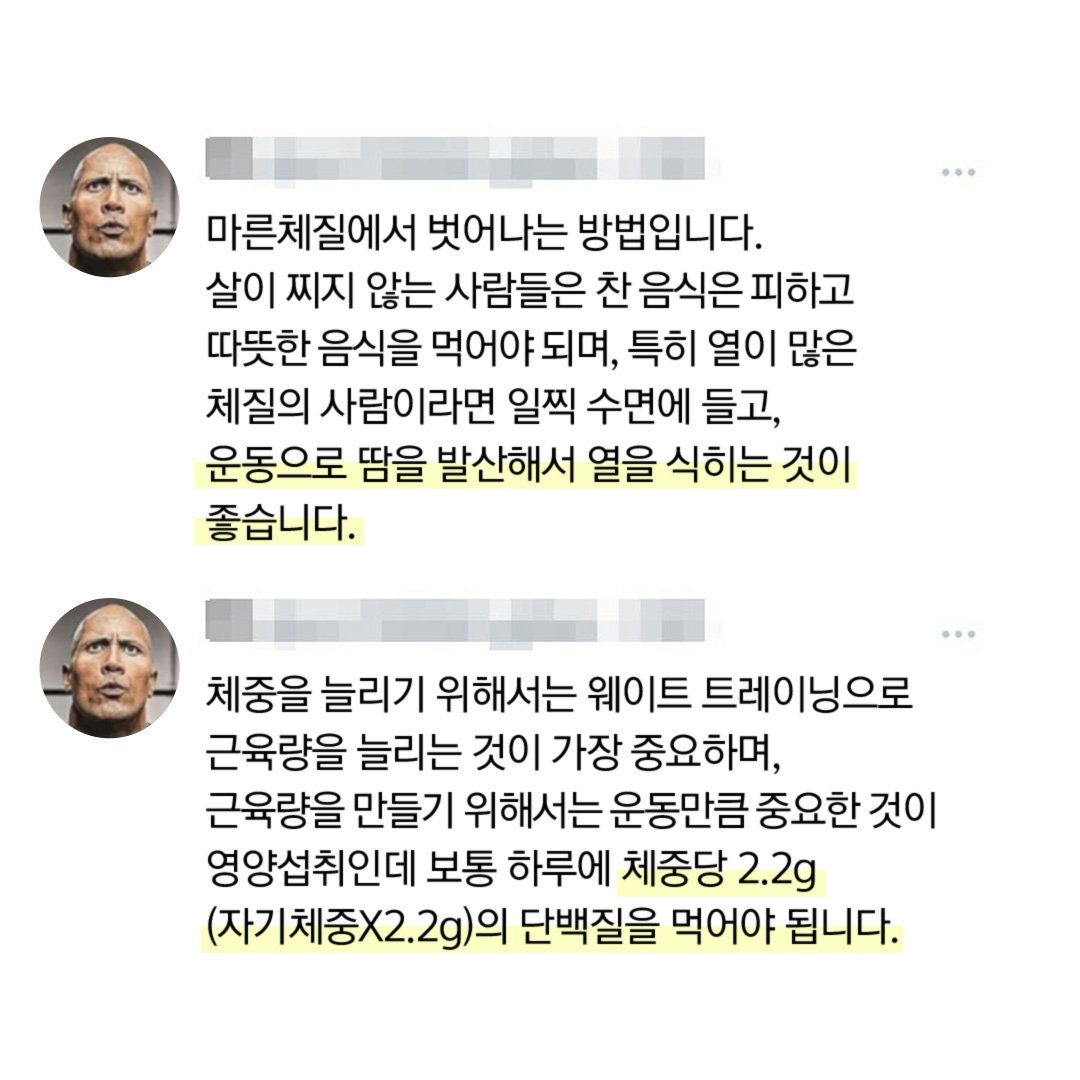 마른체질에서 벗어나는 방법입니다.
살이 찌지 않는 사람들은 찬 음식은 피하고
따뜻한 음식을 먹어야 되며, 특히 열이 많은
체질의 사람이라면 일찍 수면에 들고,
운동으로 땀을 발산해서 열을 식히는 것이
좋습니다.
체중을 늘리기 위해서는 웨이트 트레이닝으로
근육량을 늘리는 것이 가장 중요하며,
근육량을 만들기 위해서는 운동만큼 중요한 것이
영양섭취인데 보통 하루에 체중당 2.2g
(자기체중X2.2g)의 단백질을 먹어야 됩니다.